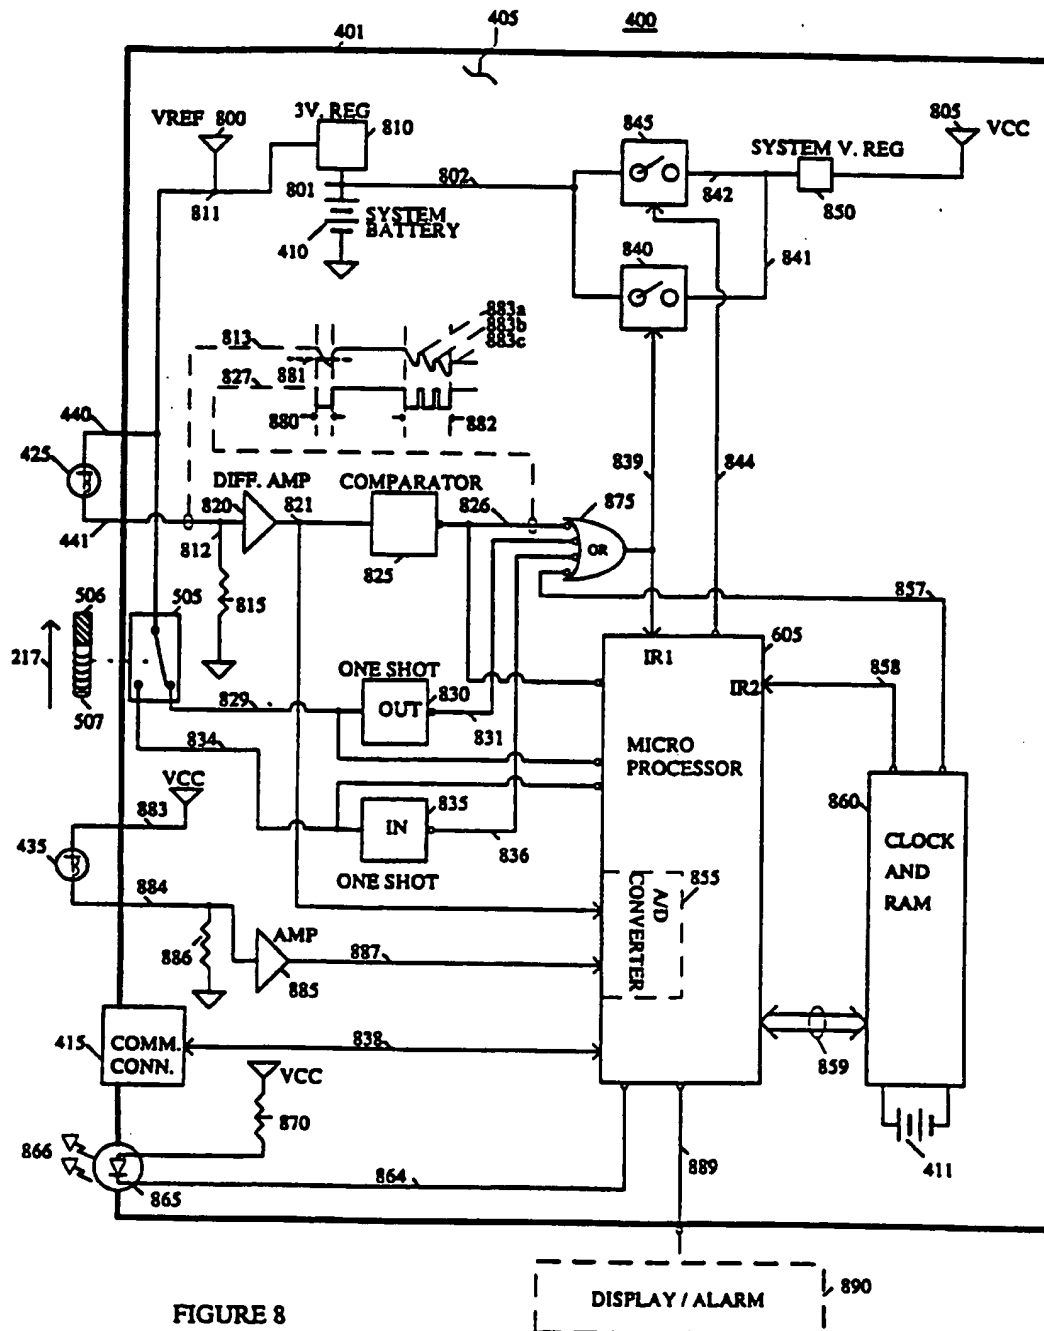 405
400
401
VREF 800
3V. REG
810
845
805
VCC
SYSTEM V. REG
801
802
842
850
811
SYSTEM
BATTERY
410
840
841
883a
883b
883c
813
881
827
880
882
440
425
839
844
DIFF. AMP
COMPARATOR
875
820
821
826
OR
441
812
825
857
506
505
815
605
217
IR1
858
ONE SHOT
IR2
507
829
OUT
830
831
834
MICRO
PROCESSOR
VCC
860
883
835
IN
836
CLOCK
AND
RAM
435
ONE SHOT
884
A/D
CONVERTER
855
AMP
886
887
885
415
COMM.
CONN.
838
859
VCC
870
866
889
411
864
865
890
DISPLAY / ALARM
FIGURE 8